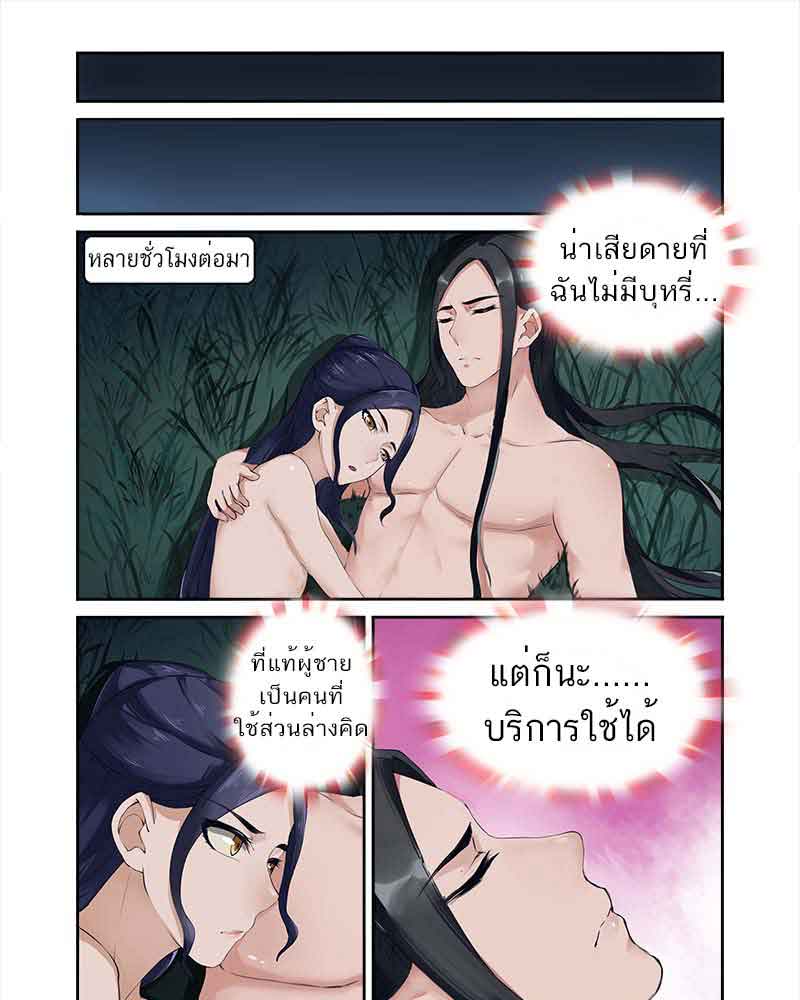 หลายชั่วโมงต่อมา
น่าเสียดายที่
ฉันไม่มีบุหรี่...
ที่แท้ผู้ชาย
เป็นคนที่
ใช้ส่วนล่างคิด
แต่ก็นะ......
บริการใช้ได้